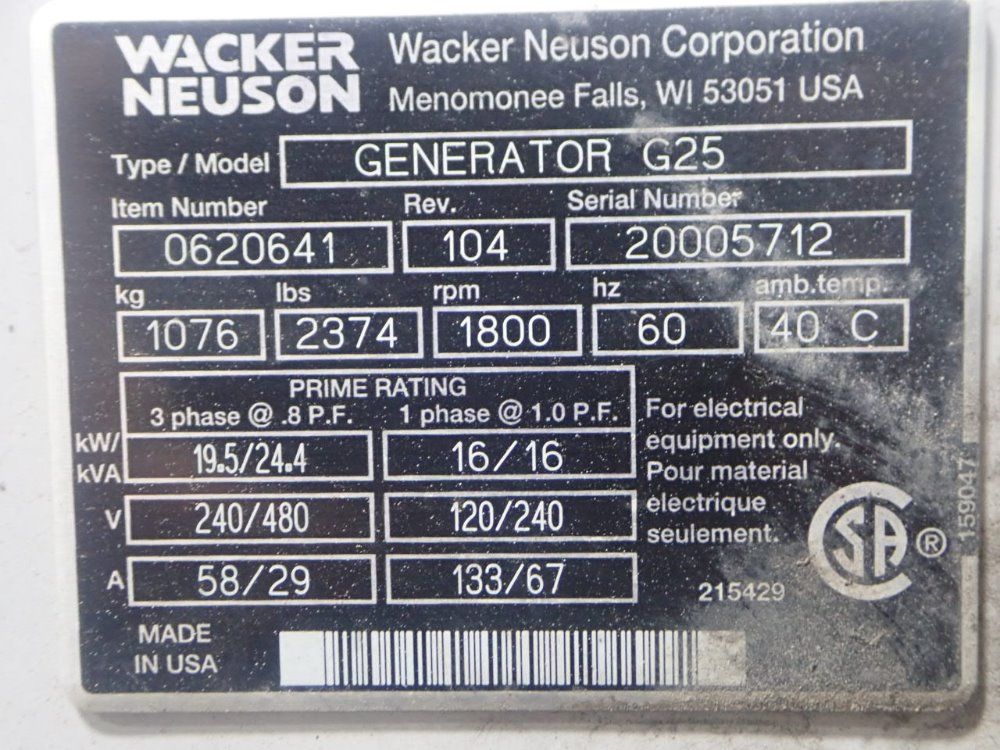 WACKER NEUSON
Wacker Neuson Corporation
Menomonee Falls, WI 53051 USA
Type / Model GENERATOR G25
Item Number Rev. Serial Number
0620641 104 20005712
kg lbs rpm hz amb.temp.
1076 2374 1800 60 40 C
PRIME RATING
3 phase @ .8 P.F. 1 phase @ 1.0 P.F.
kW/kVA 19.5/24.4 16/16
V 240/480 120/240
A 58/29 133/67
For electrical
equipment only.
Pour material
electrique
seulement.
CSA®
159047
215429
MADE
IN USA